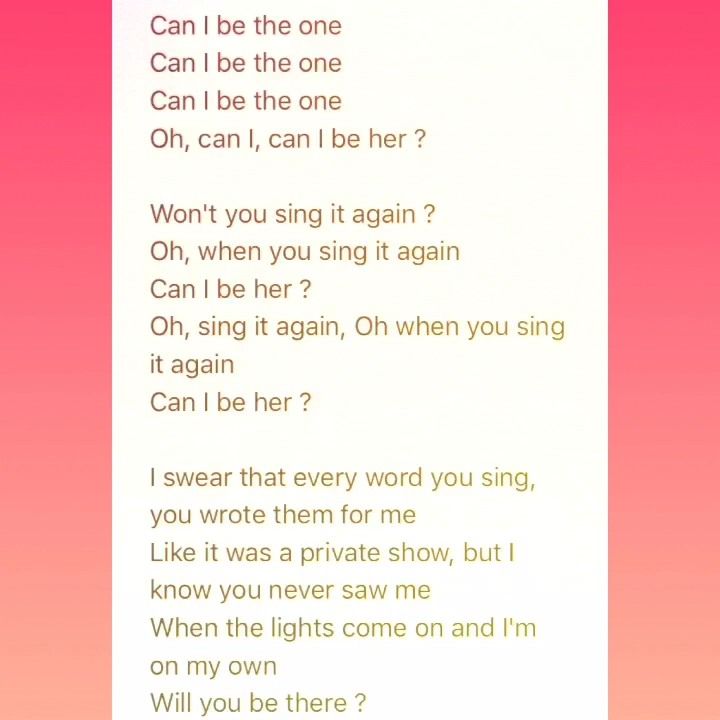 Can I be the one
Can I be the one
Can I be the one
Oh, can I, can I be her ?
Won't you sing it again ?
Oh, when you sing it again
Can I be her ?
Oh, sing it again, Oh when you sing
it again
Can I be her ?
I swear that every word you sing,
you wrote them for me
Like it was a private show, but I
know you never saw me
When the lights come on and I'm
on my own
Will you be there ?